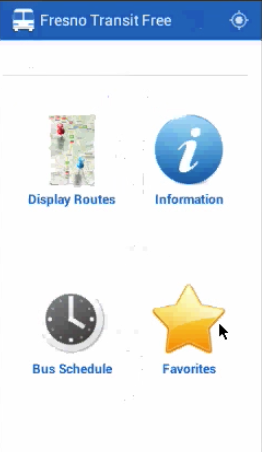 Fresno Transit Free
Display Routes
Information
Bus Schedule
Favorites